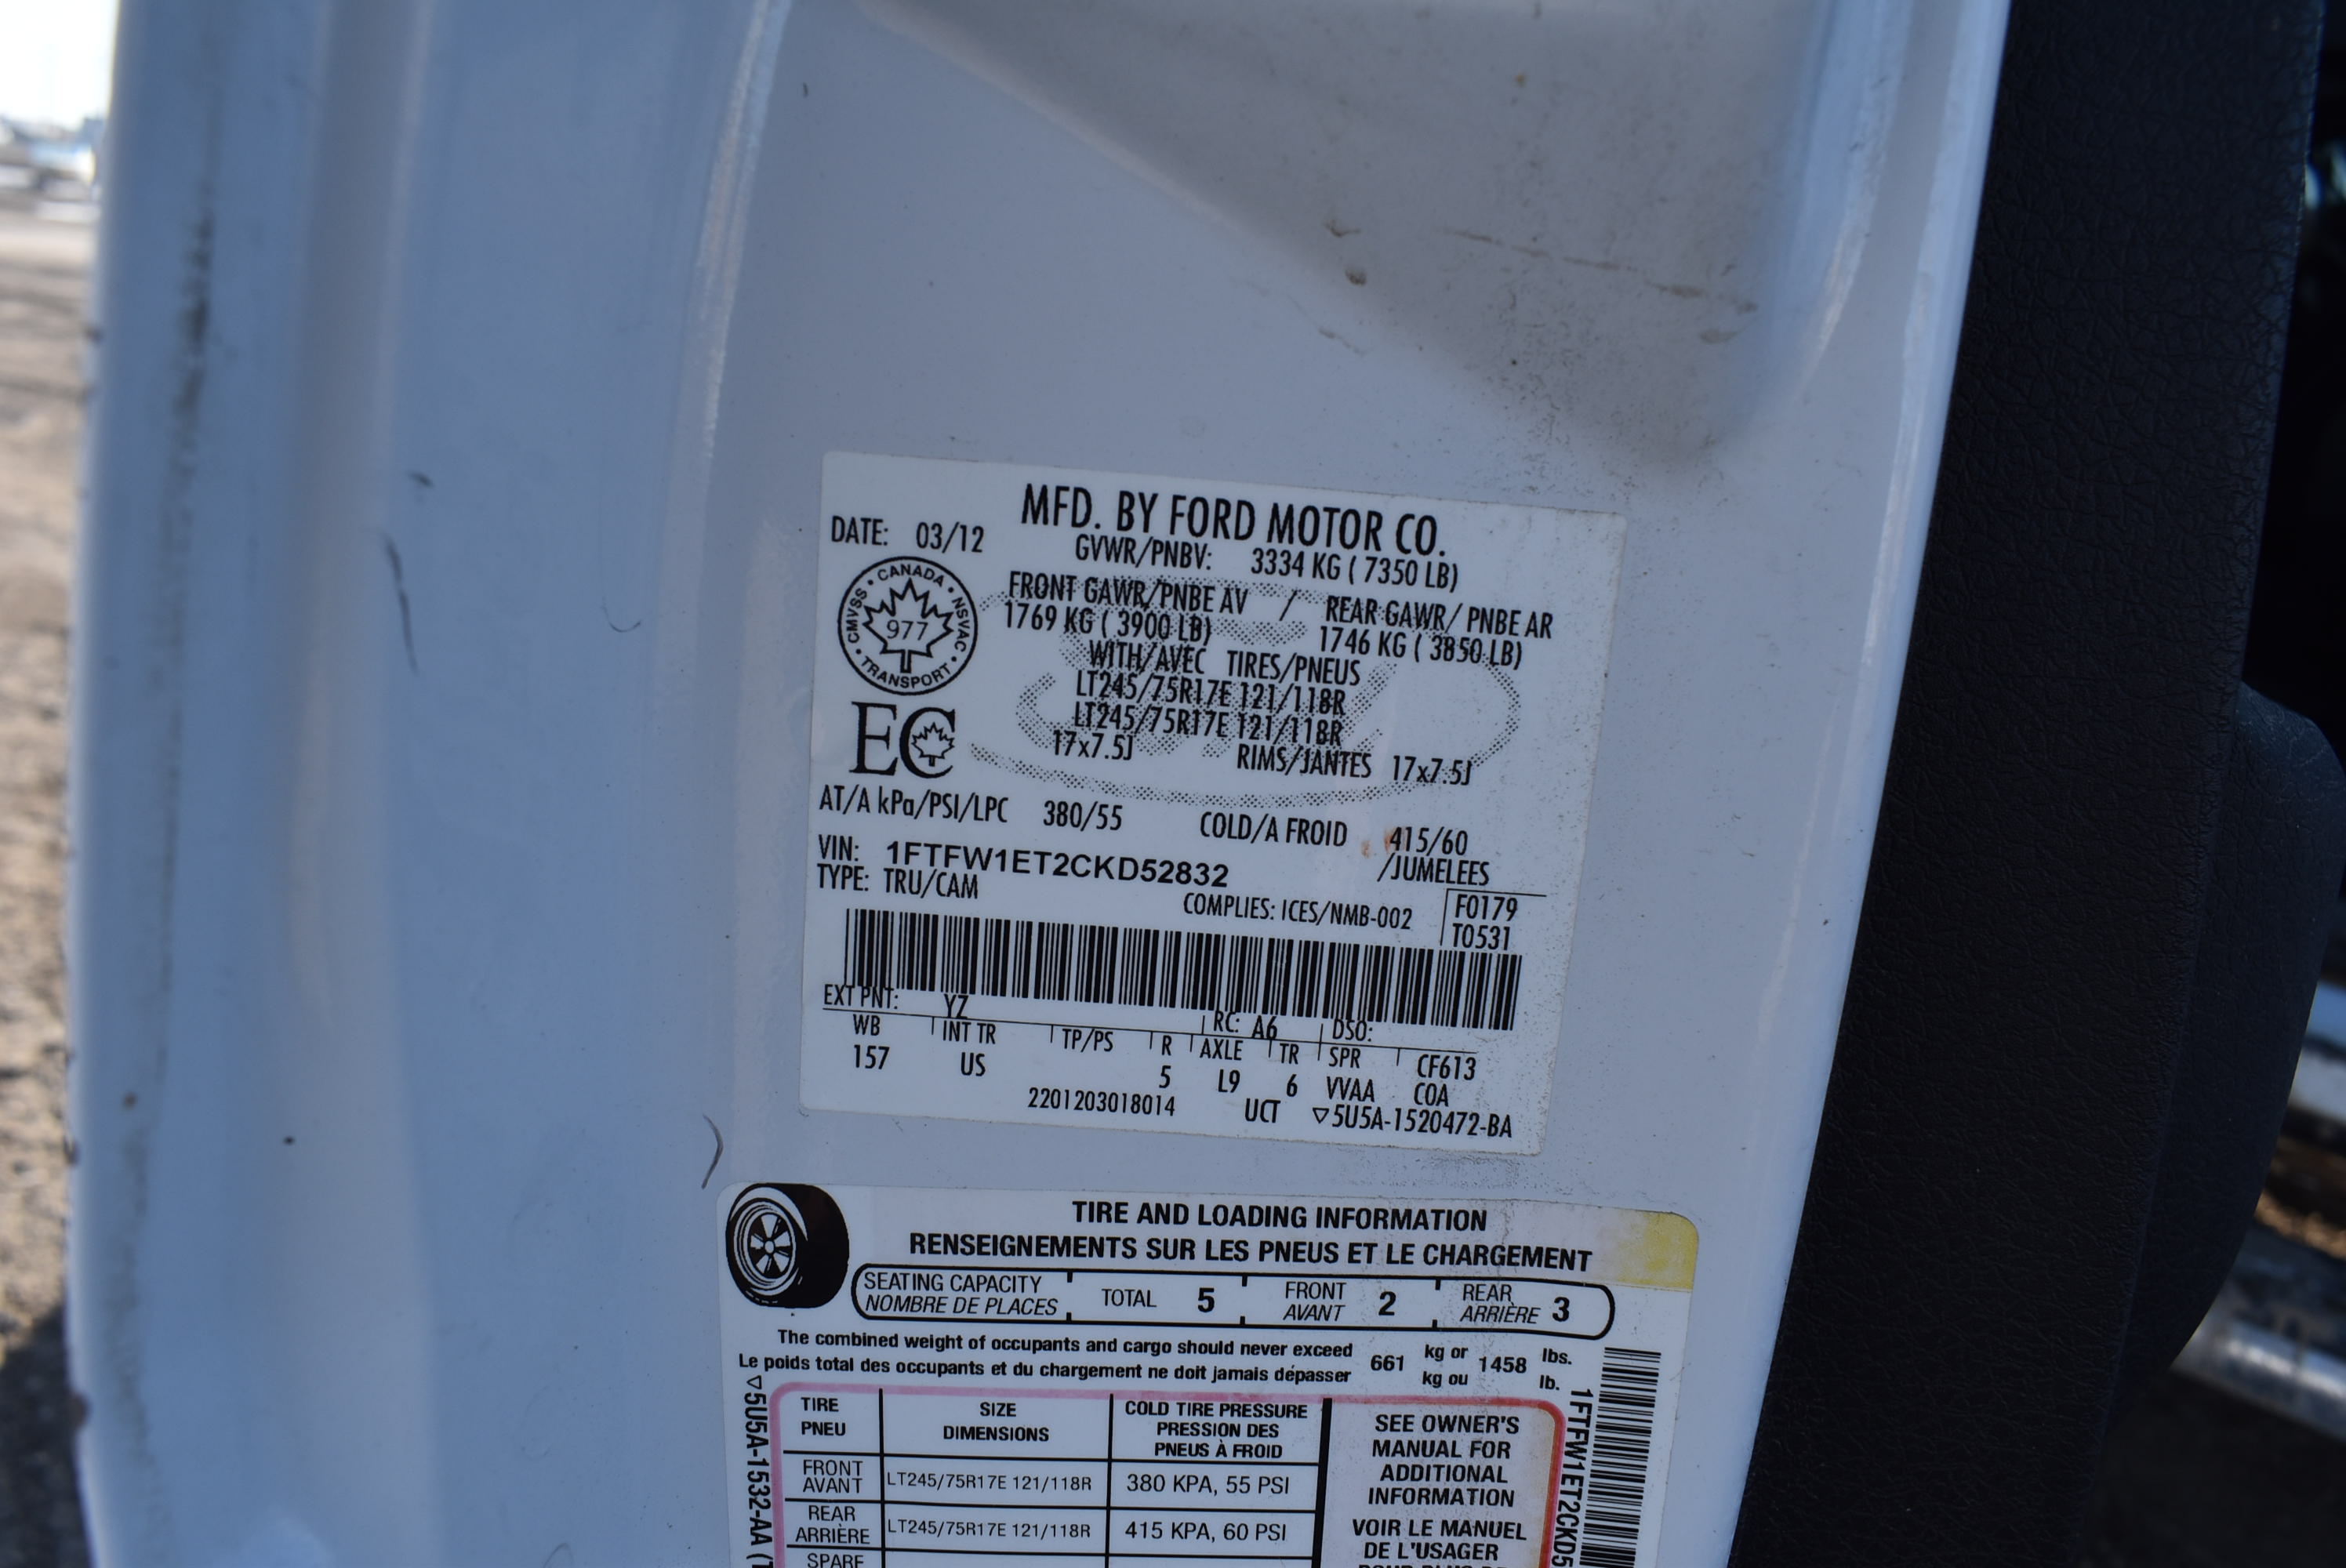 MFD. BY FORD MOTOR CO.
DATE: 03/12
GVWR/PNBV: 3334 KG ( 7350 LB)
FRONT GAWR/PNBE AV / REAR GAWR/ PNBE AR
1769 KG ( 3900 LB) 1746 KG ( 3850 LB)
WITH/AVEC TIRES/PNEUS
LT245/75R17E 121/118R
LT245/75R17E 121/118R
17x7.5J RIMS/JANTES 17x7.5J
CANADA • NSVAC • TRANSPORT • CMVSS •
977
EC
AT/A kPa/PSI/LPC 380/55 COLD/A FROID 415/60
VIN: 1FTFW1ET2CKD52832 /JUMELEES
TYPE: TRU/CAM
COMPLIES: ICES/NMB-002 F0179
T0531
EXT PNT: YZ RC: A6 DSO:
WB INT TR TP/PS R AXLE TR SPR CF613
157 US 5 L9 6 VVAA COA
2201203018014 UCT ▽5U5A-1520472-BA
TIRE AND LOADING INFORMATION
RENSEIGNEMENTS SUR LES PNEUS ET LE CHARGEMENT
SEATING CAPACITY
NOMBRE DE PLACES
TOTAL 5
FRONT
AVANT 2
REAR
ARRIÈRE 3
The combined weight of occupants and cargo should never exceed
Le poids total des occupants et du chargement ne doit jamais dépasser
661 kg or 1458 lbs.
kg ou lb.
TIRE
PNEU
SIZE
DIMENSIONS
COLD TIRE PRESSURE
PRESSION DES
PNEUS À FROID
FRONT
AVANT
LT245/75R17E 121/118R
380 KPA, 55 PSI
REAR
ARRIÈRE
LT245/75R17E 121/118R
415 KPA, 60 PSI
SPARE
SEE OWNER'S
MANUAL FOR
ADDITIONAL
INFORMATION
VOIR LE MANUEL
DE L'USAGER
▽5U5A-1532-AA
1FTFW1ET2CKD5